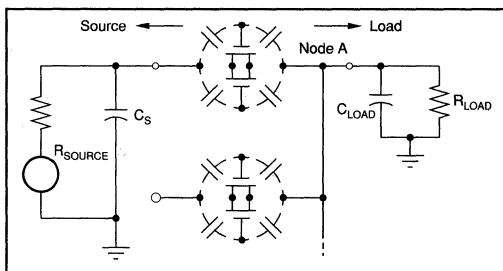 Source
Load
Node A
C_S
R_SOURCE
C_LOAD
R_LOAD